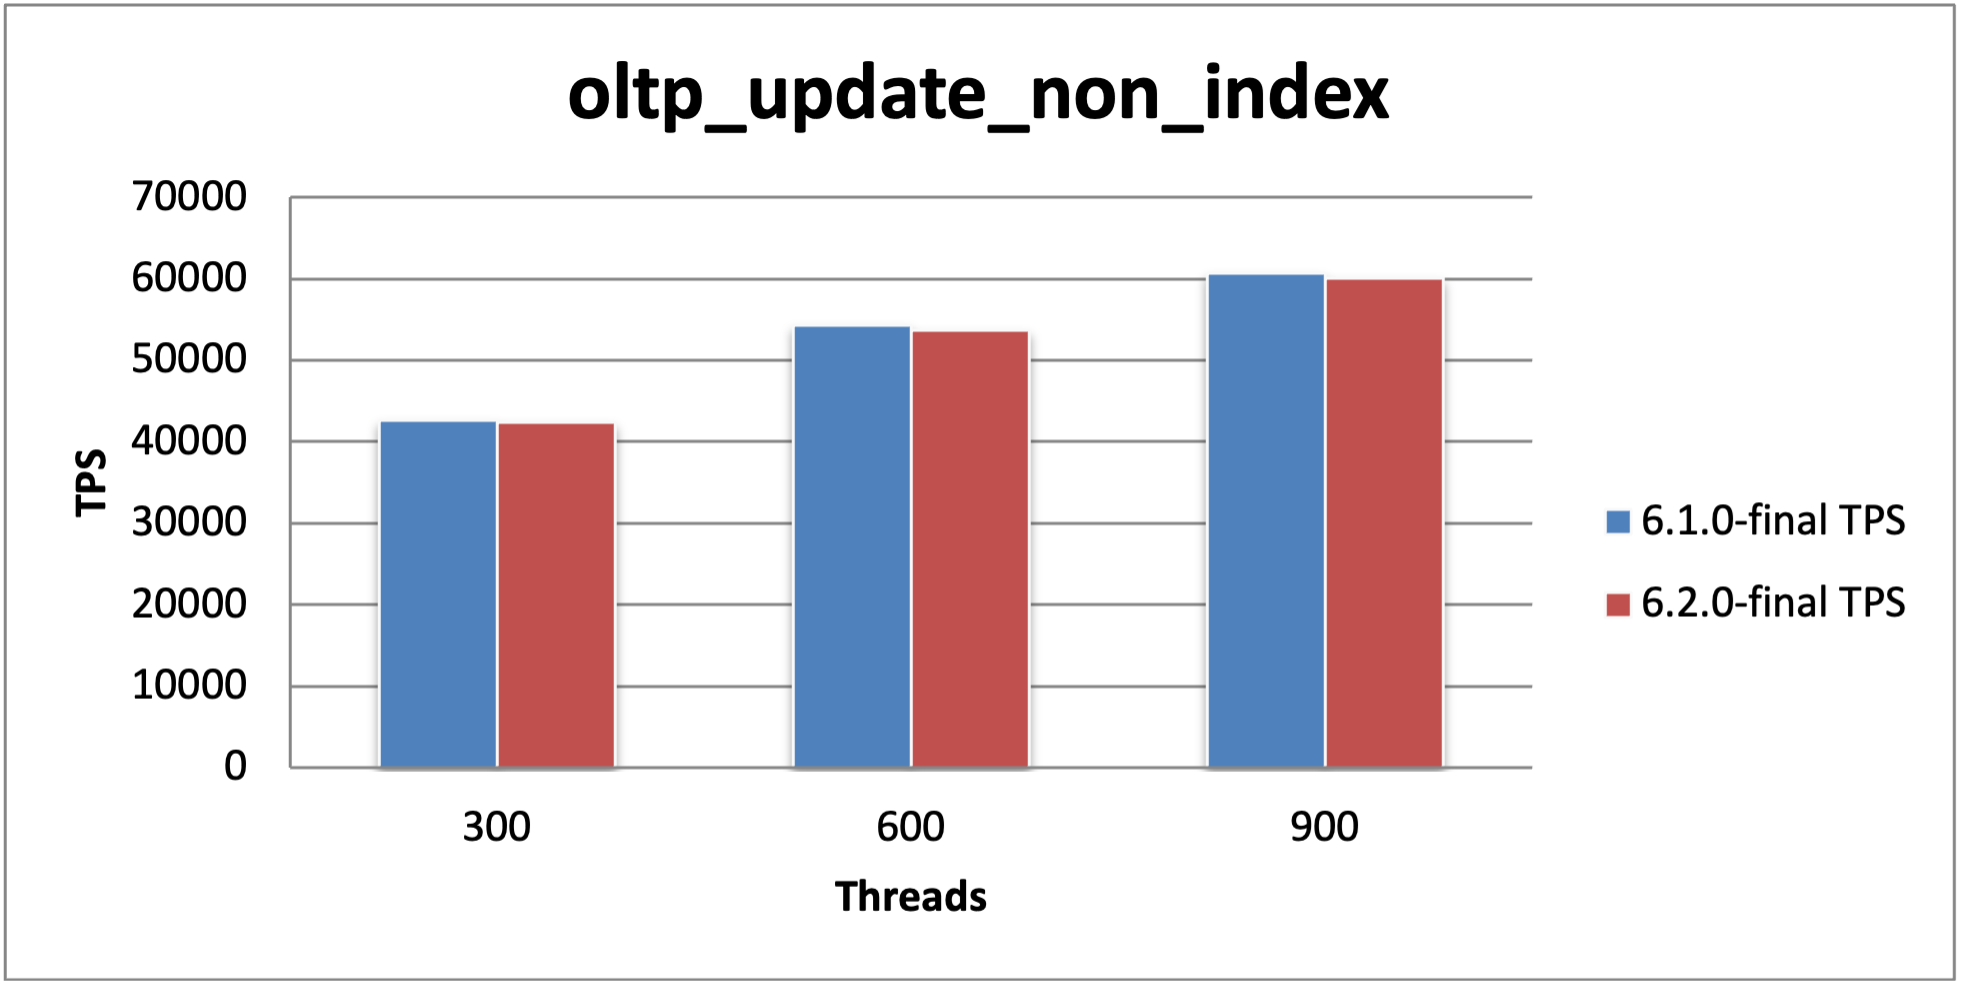 oltp_update_non_index
70000
60000
50000
40000
30000
20000
10000
0
TPS
300 600 900
Threads
6.1.0-final TPS
6.2.0-final TPS